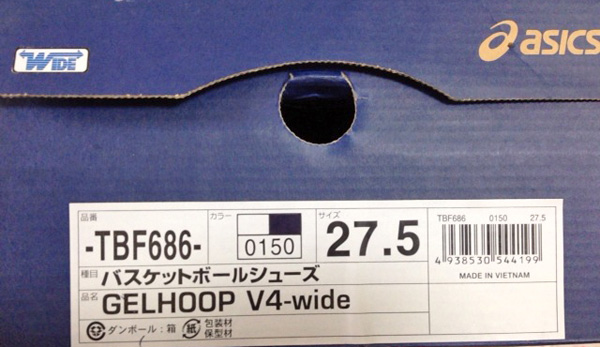 WIDE
asics
品番
-TBF686-
カラー
0150
サイズ
27.5
TBF686 0150 27.5
4 938530 544199
MADE IN VIETNAM
種目 バスケットボールシューズ
品名 GELHOOP V4-wide
ダンボール：箱 紙 包装材
保型材